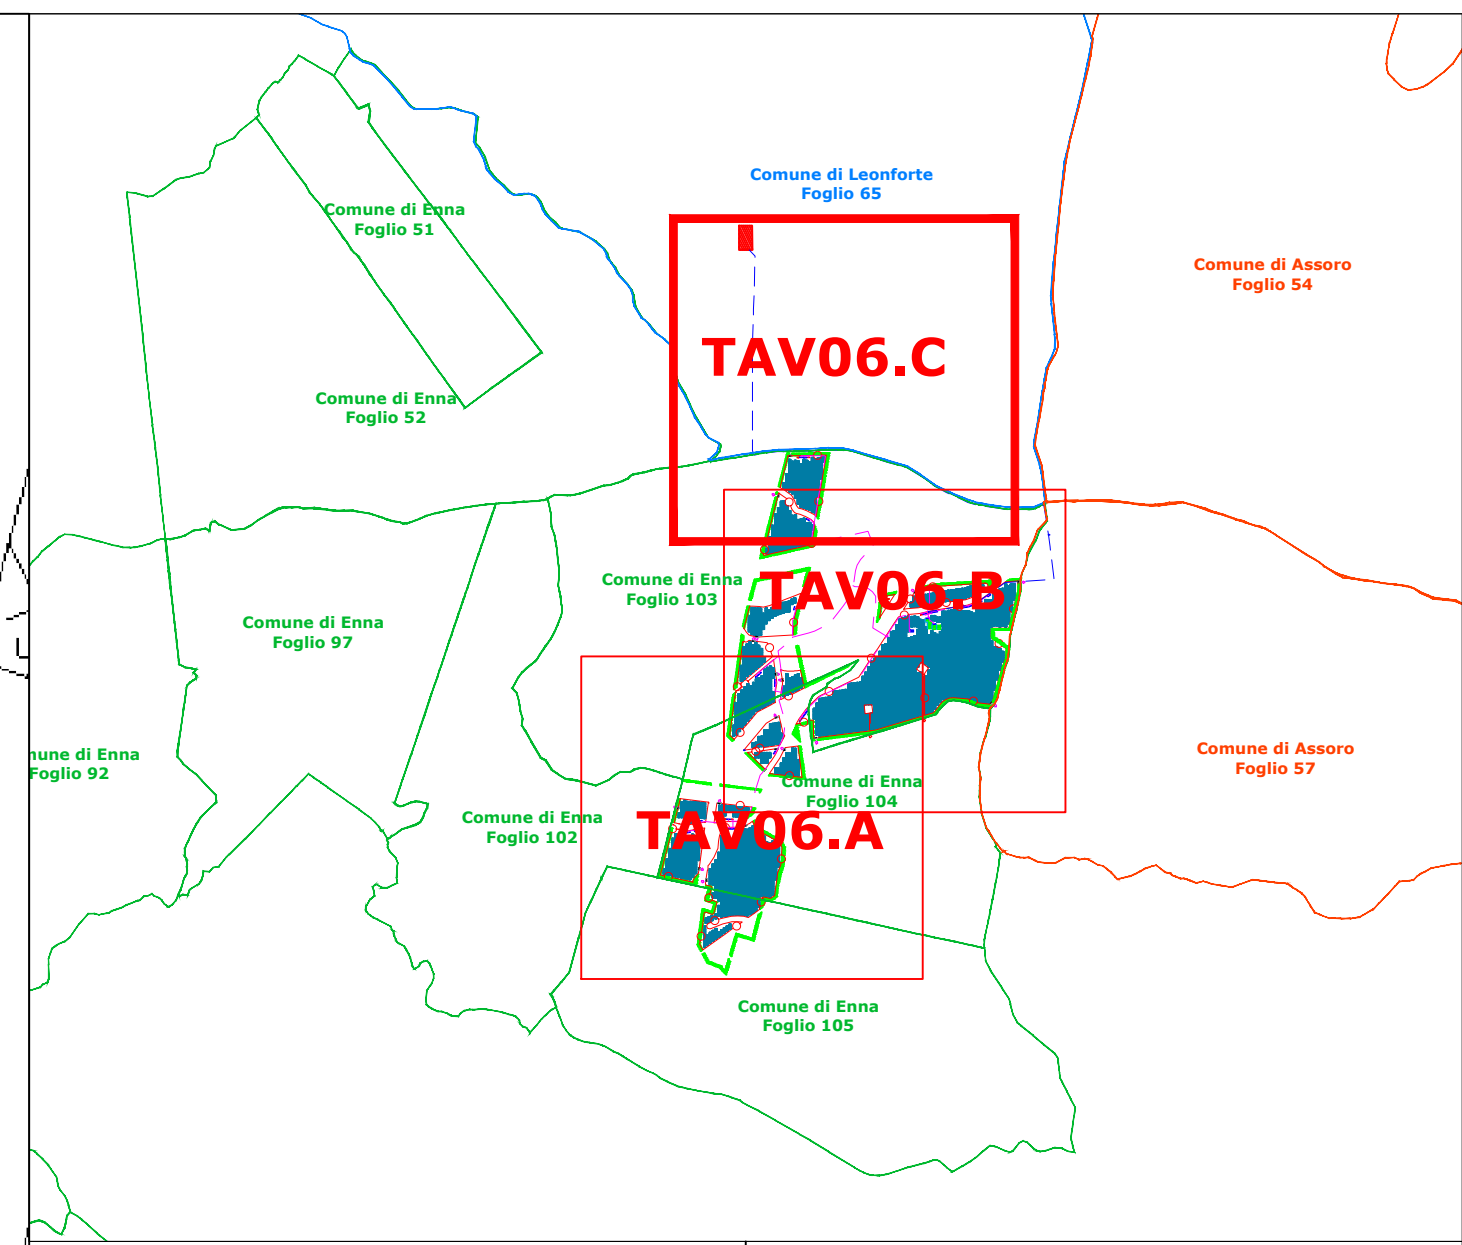 Comune di Leonforte
Foglio 65
Comune di Enna
Foglio 51
Comune di Assoro
Foglio 54
TAV06.C
Comune di Enna
Foglio 52
Comune di Enna
Foglio 103
TAV06.B
Comune di Enna
Foglio 97
mune di Enna
Foglio 92
Comune di Assoro
Foglio 57
Comune di Enna
Foglio 104
Comune di Enna
Foglio 102
TAV06.A
Comune di Enna
Foglio 105